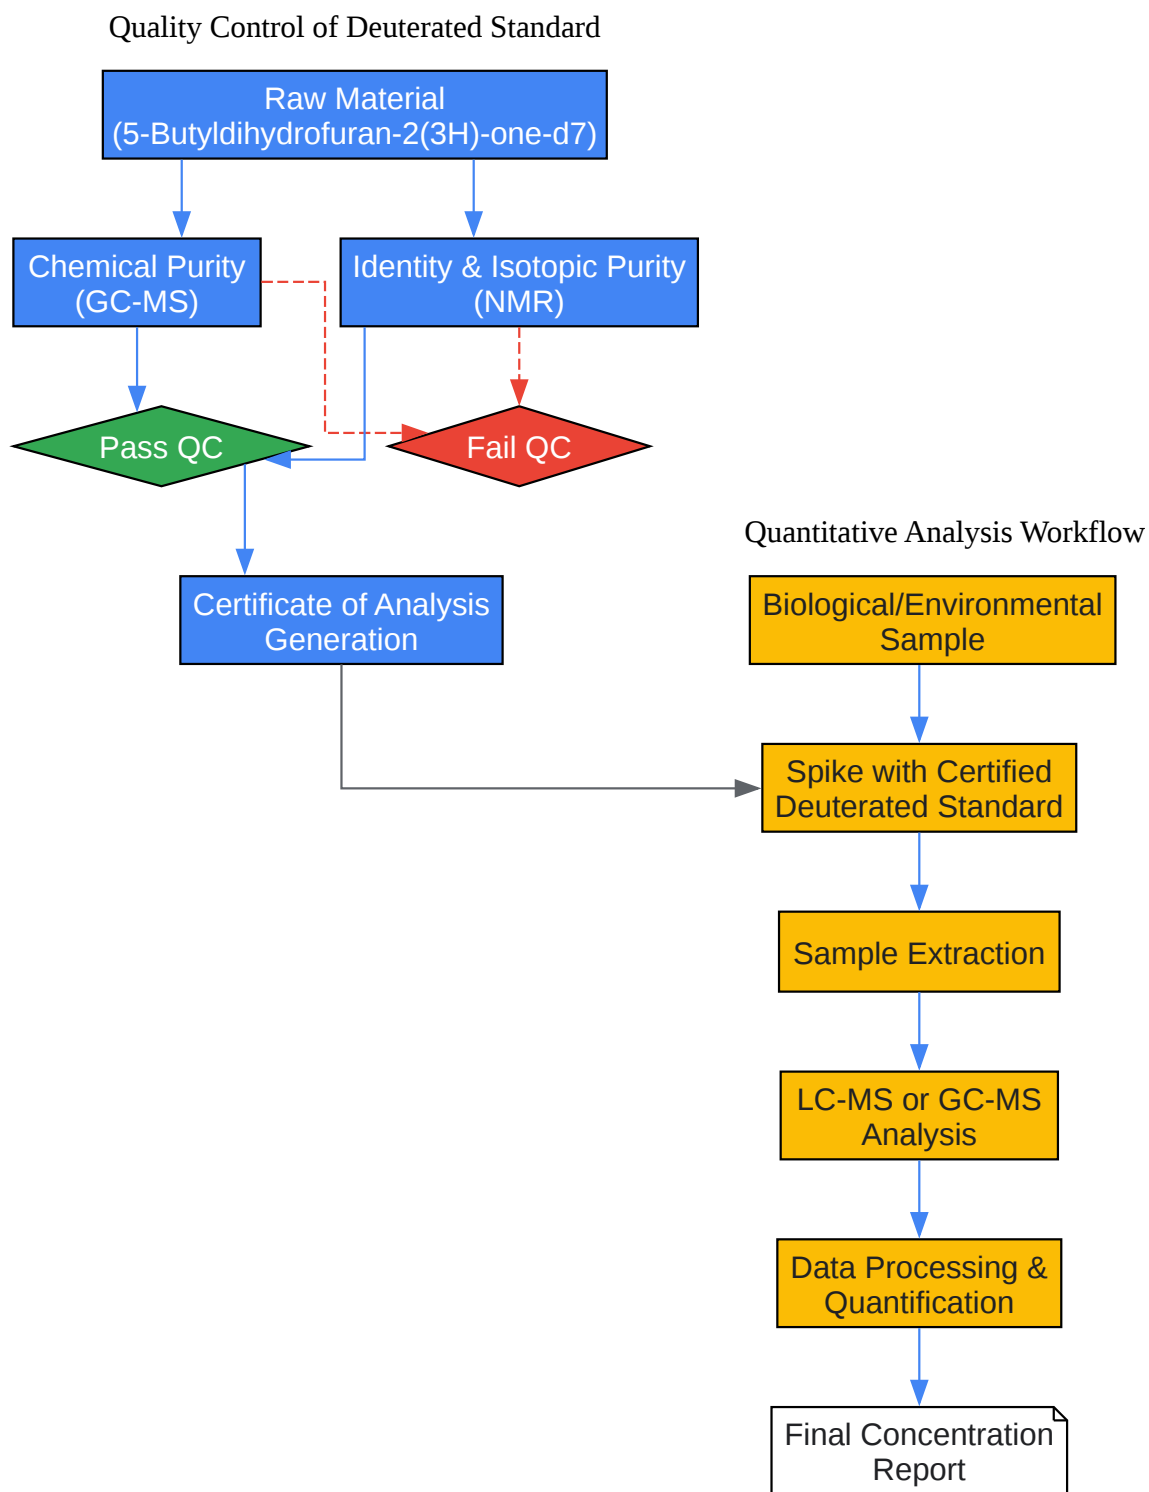 Quality Control of Deuterated Standard
Raw Material
(5-Butyldihydrofuran-2(3H)-one-d7)
Chemical Purity
(GC-MS)
Identity & Isotopic Purity
(NMR)
Pass QC
Fail QC
Certificate of Analysis
Generation
Quantitative Analysis Workflow
Biological/Environmental
Sample
Spike with Certified
Deuterated Standard
Sample Extraction
LC-MS or GC-MS
Analysis
Data Processing &
Quantification
Final Concentration
Report